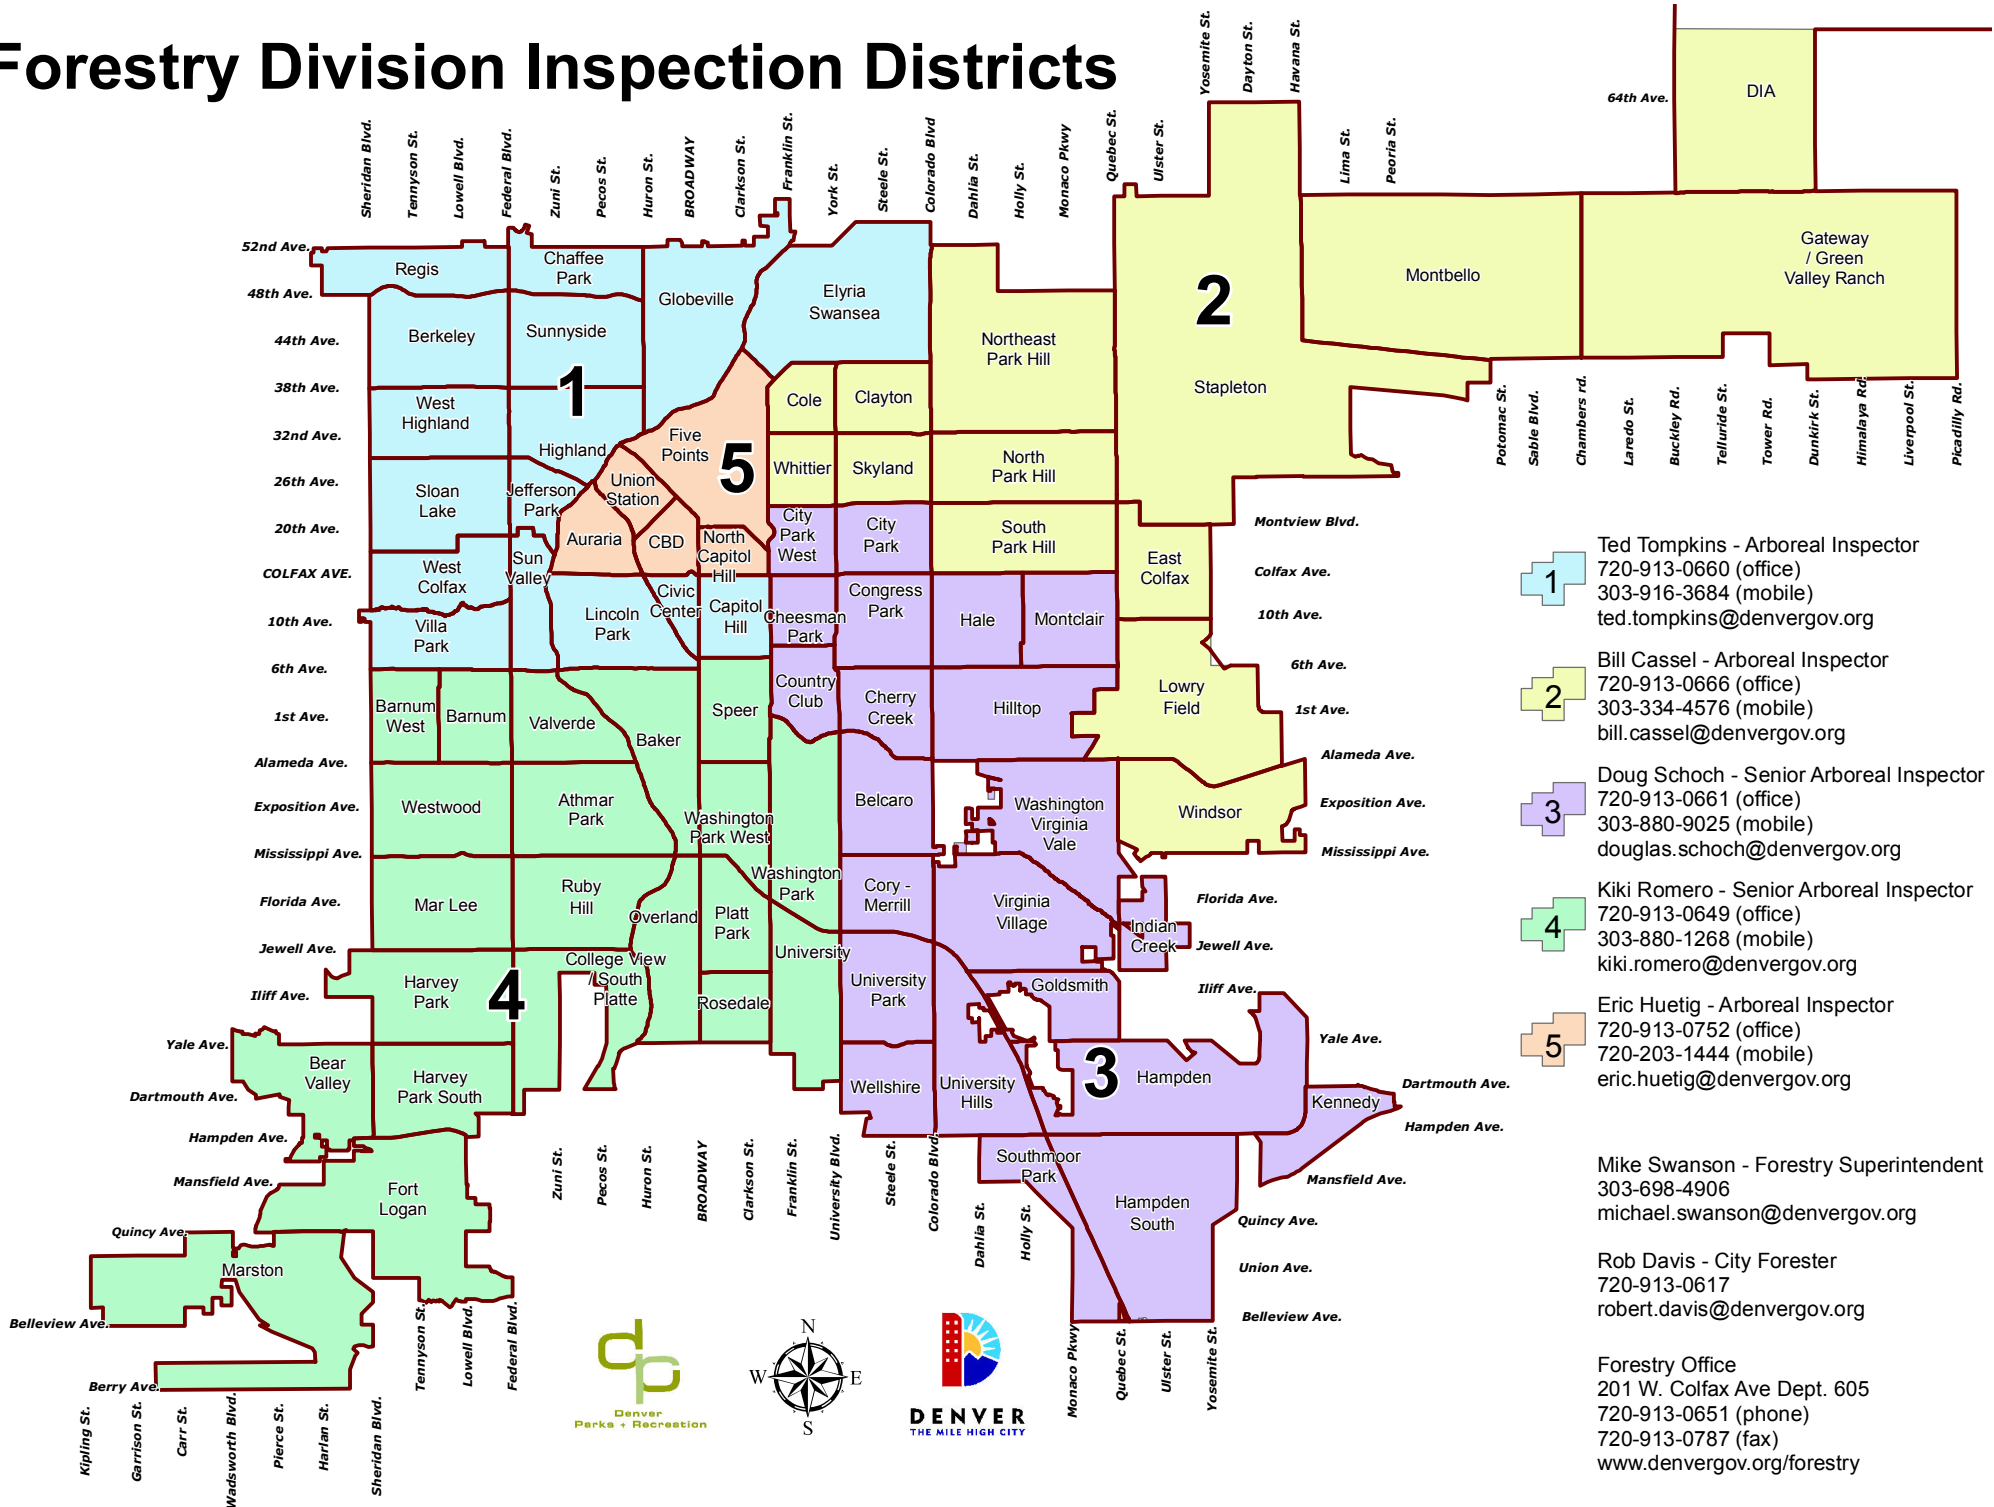 Forestry Division Inspection Districts
Sheridan Blvd.
Tennyson St.
Lowell Blvd.
Federal Blvd.
Zuni St.
Pecos St.
Huron St.
BROADWAY
Clarkson St.
Franklin St.
York St.
Steele St.
Colorado Blvd
Dahlia St.
Holly St.
Monaco Pkwy
Quebec St.
Ulster St.
Yosemite St.
Dayton St.
Havana St.
Lima St.
Peoria St.
64th Ave.
DIA
52nd Ave.
48th Ave.
44th Ave.
38th Ave.
32nd Ave.
26th Ave.
20th Ave.
COLFAX AVE.
10th Ave.
6th Ave.
1st Ave.
Alameda Ave.
Exposition Ave.
Mississippi Ave.
Florida Ave.
Jewell Ave.
Iliff Ave.
Yale Ave.
Dartmouth Ave.
Hampden Ave.
Mansfield Ave.
Quincy Ave.
Belleview Ave.
Berry Ave.
Regis
Chaffee
Park
Globeville
Elyria
Swansea
Berkeley
Sunnyside
1
West
Highland
Highland
Sloan
Lake
Jefferson
Park
West
Colfax
Sun
Valley
Villa
Park
Lincoln
Park
Civic
Center
Capitol
Hill
Five
Points
5
Union
Station
Auraria
CBD
North
Capitol
Hill
Northeast
Park Hill
Cole
Clayton
Whittier
Skyland
North
Park Hill
South
Park Hill
2
Stapleton
Montbello
Gateway
/ Green
Valley Ranch
East
Colfax
Lowry
Field
Windsor
City
Park
West
City
Park
Cheesman
Park
Congress
Park
Hale
Montclair
Country
Club
Cherry
Creek
Hilltop
Belcaro
Washington
Virginia
Vale
Cory -
Merrill
Virginia
Village
Indian
Creek
University
Park
Goldsmith
Wellshire
University
Hills
3
Hampden
Kennedy
Southmoor
Park
Hampden
South
Barnum
West
Barnum
Valverde
Baker
Speer
Westwood
Athmar
Park
Washington
Park West
Washington
Park
Mar Lee
Ruby
Hill
Overland
Platt
Park
University
Harvey
Park
4
College View
/ South
Platte
Rosedale
Bear
Valley
Harvey
Park South
Fort
Logan
Marston
Potomac St.
Sable Blvd.
Chambers rd.
Laredo St.
Buckley Rd.
Telluride St.
Tower Rd.
Dunkirk St.
Himalaya Rd.
Liverpool St.
Picadilly Rd.
Montview Blvd.
Colfax Ave.
10th Ave.
6th Ave.
1st Ave.
Alameda Ave.
Exposition Ave.
Mississippi Ave.
Florida Ave.
Jewell Ave.
Iliff Ave.
Yale Ave.
Dartmouth Ave.
Hampden Ave.
Mansfield Ave.
Quincy Ave.
Union Ave.
Belleview Ave.
Zuni St.
Pecos St.
Huron St.
BROADWAY
Clarkson St.
Franklin St.
University Blvd.
Steele St.
Colorado Blvd.
Dahlia St.
Holly St.
Monaco Pkwy
Quebec St.
Ulster St.
Yosemite St.
Tennyson St.
Lowell Blvd.
Federal Blvd.
Kipling St.
Garrison St.
Carr St.
Wadsworth Blvd.
Pierce St.
Harlan St.
Sheridan Blvd.
1
Ted Tompkins - Arboreal Inspector
720-913-0660 (office)
303-916-3684 (mobile)
ted.tompkins@denvergov.org
2
Bill Cassel - Arboreal Inspector
720-913-0666 (office)
303-334-4576 (mobile)
bill.cassel@denvergov.org
3
Doug Schoch - Senior Arboreal Inspector
720-913-0661 (office)
303-880-9025 (mobile)
douglas.schoch@denvergov.org
4
Kiki Romero - Senior Arboreal Inspector
720-913-0649 (office)
303-880-1268 (mobile)
kiki.romero@denvergov.org
5
Eric Huetig - Arboreal Inspector
720-913-0752 (office)
720-203-1444 (mobile)
eric.huetig@denvergov.org
Mike Swanson - Forestry Superintendent
303-698-4906
michael.swanson@denvergov.org
Rob Davis - City Forester
720-913-0617
robert.davis@denvergov.org
Forestry Office
201 W. Colfax Ave Dept. 605
720-913-0651 (phone)
720-913-0787 (fax)
www.denvergov.org/forestry
dp
Denver
Parks + Recreation
N
W
E
S
DENVER
THE MILE HIGH CITY